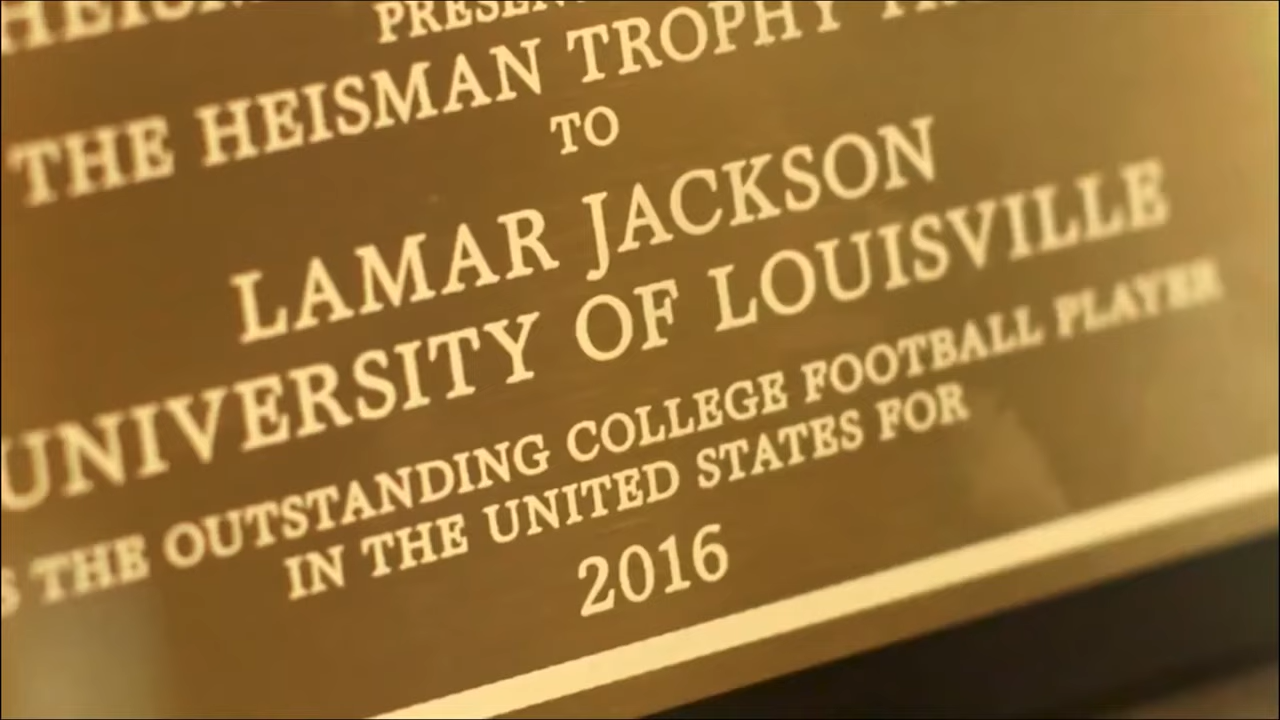 PRESEN
THE HEISMAN TROPHY
TO
LAMAR JACKSON
UNIVERSITY OF LOUISVILLE
S THE OUTSTANDING COLLEGE FOOTBALL PLAYER
IN THE UNITED STATES FOR
2016